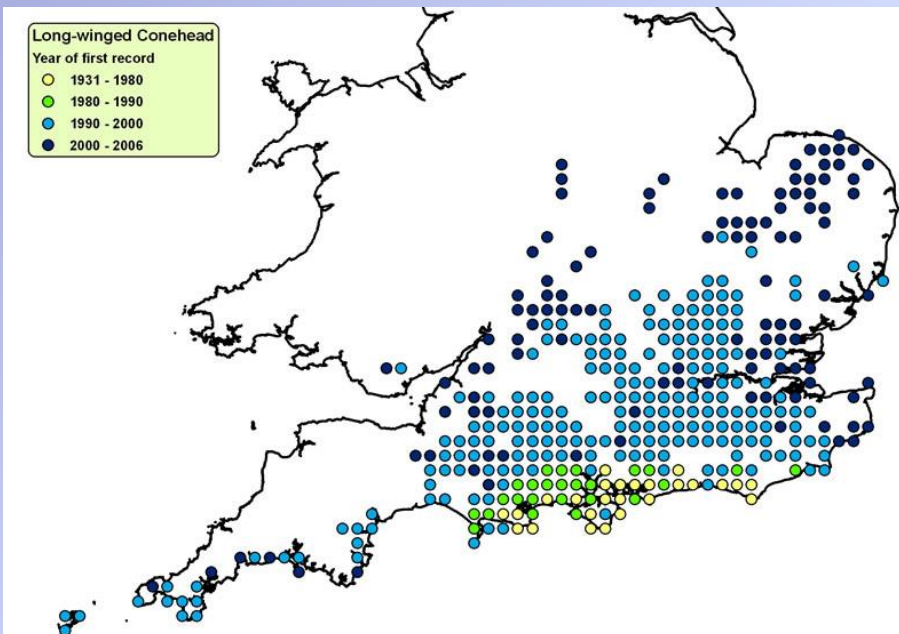 Long-winged Conehead
Year of first record
1931 - 1980
1980 - 1990
1990 - 2000
2000 - 2006